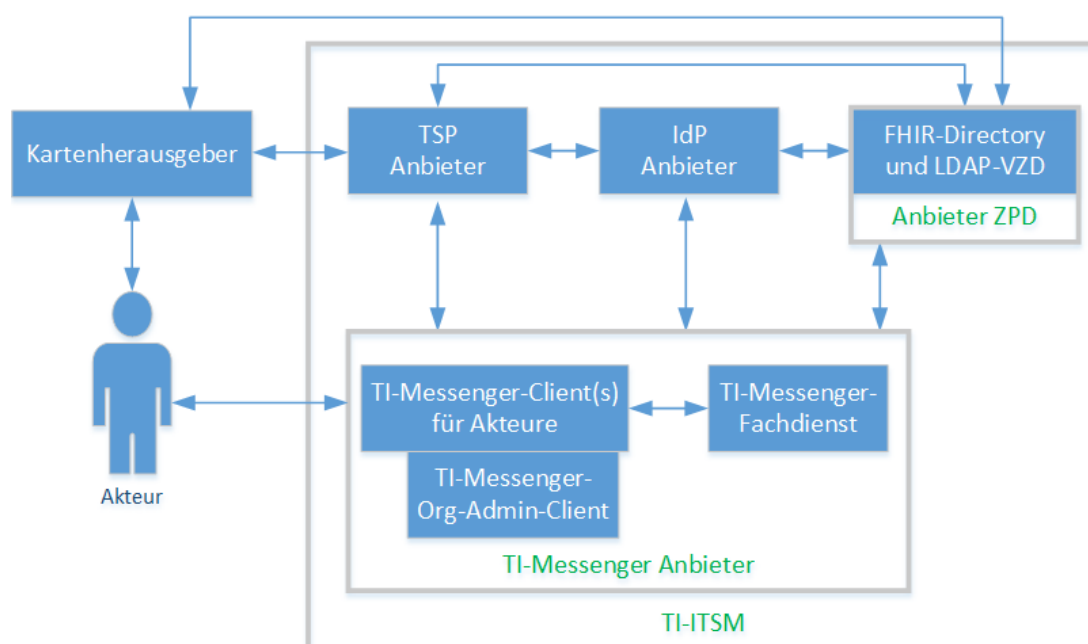 Kartenherausgeber
TSP
Anbieter
IdP
Anbieter
FHIR-Directory
und LDAP-VZD
Anbieter ZPD
Akteur
TI-Messenger-Client(s)
für Akteure
TI-Messenger-
Fachdienst
TI-Messenger-
Org-Admin-Client
TI-Messenger Anbieter
TI-ITSM